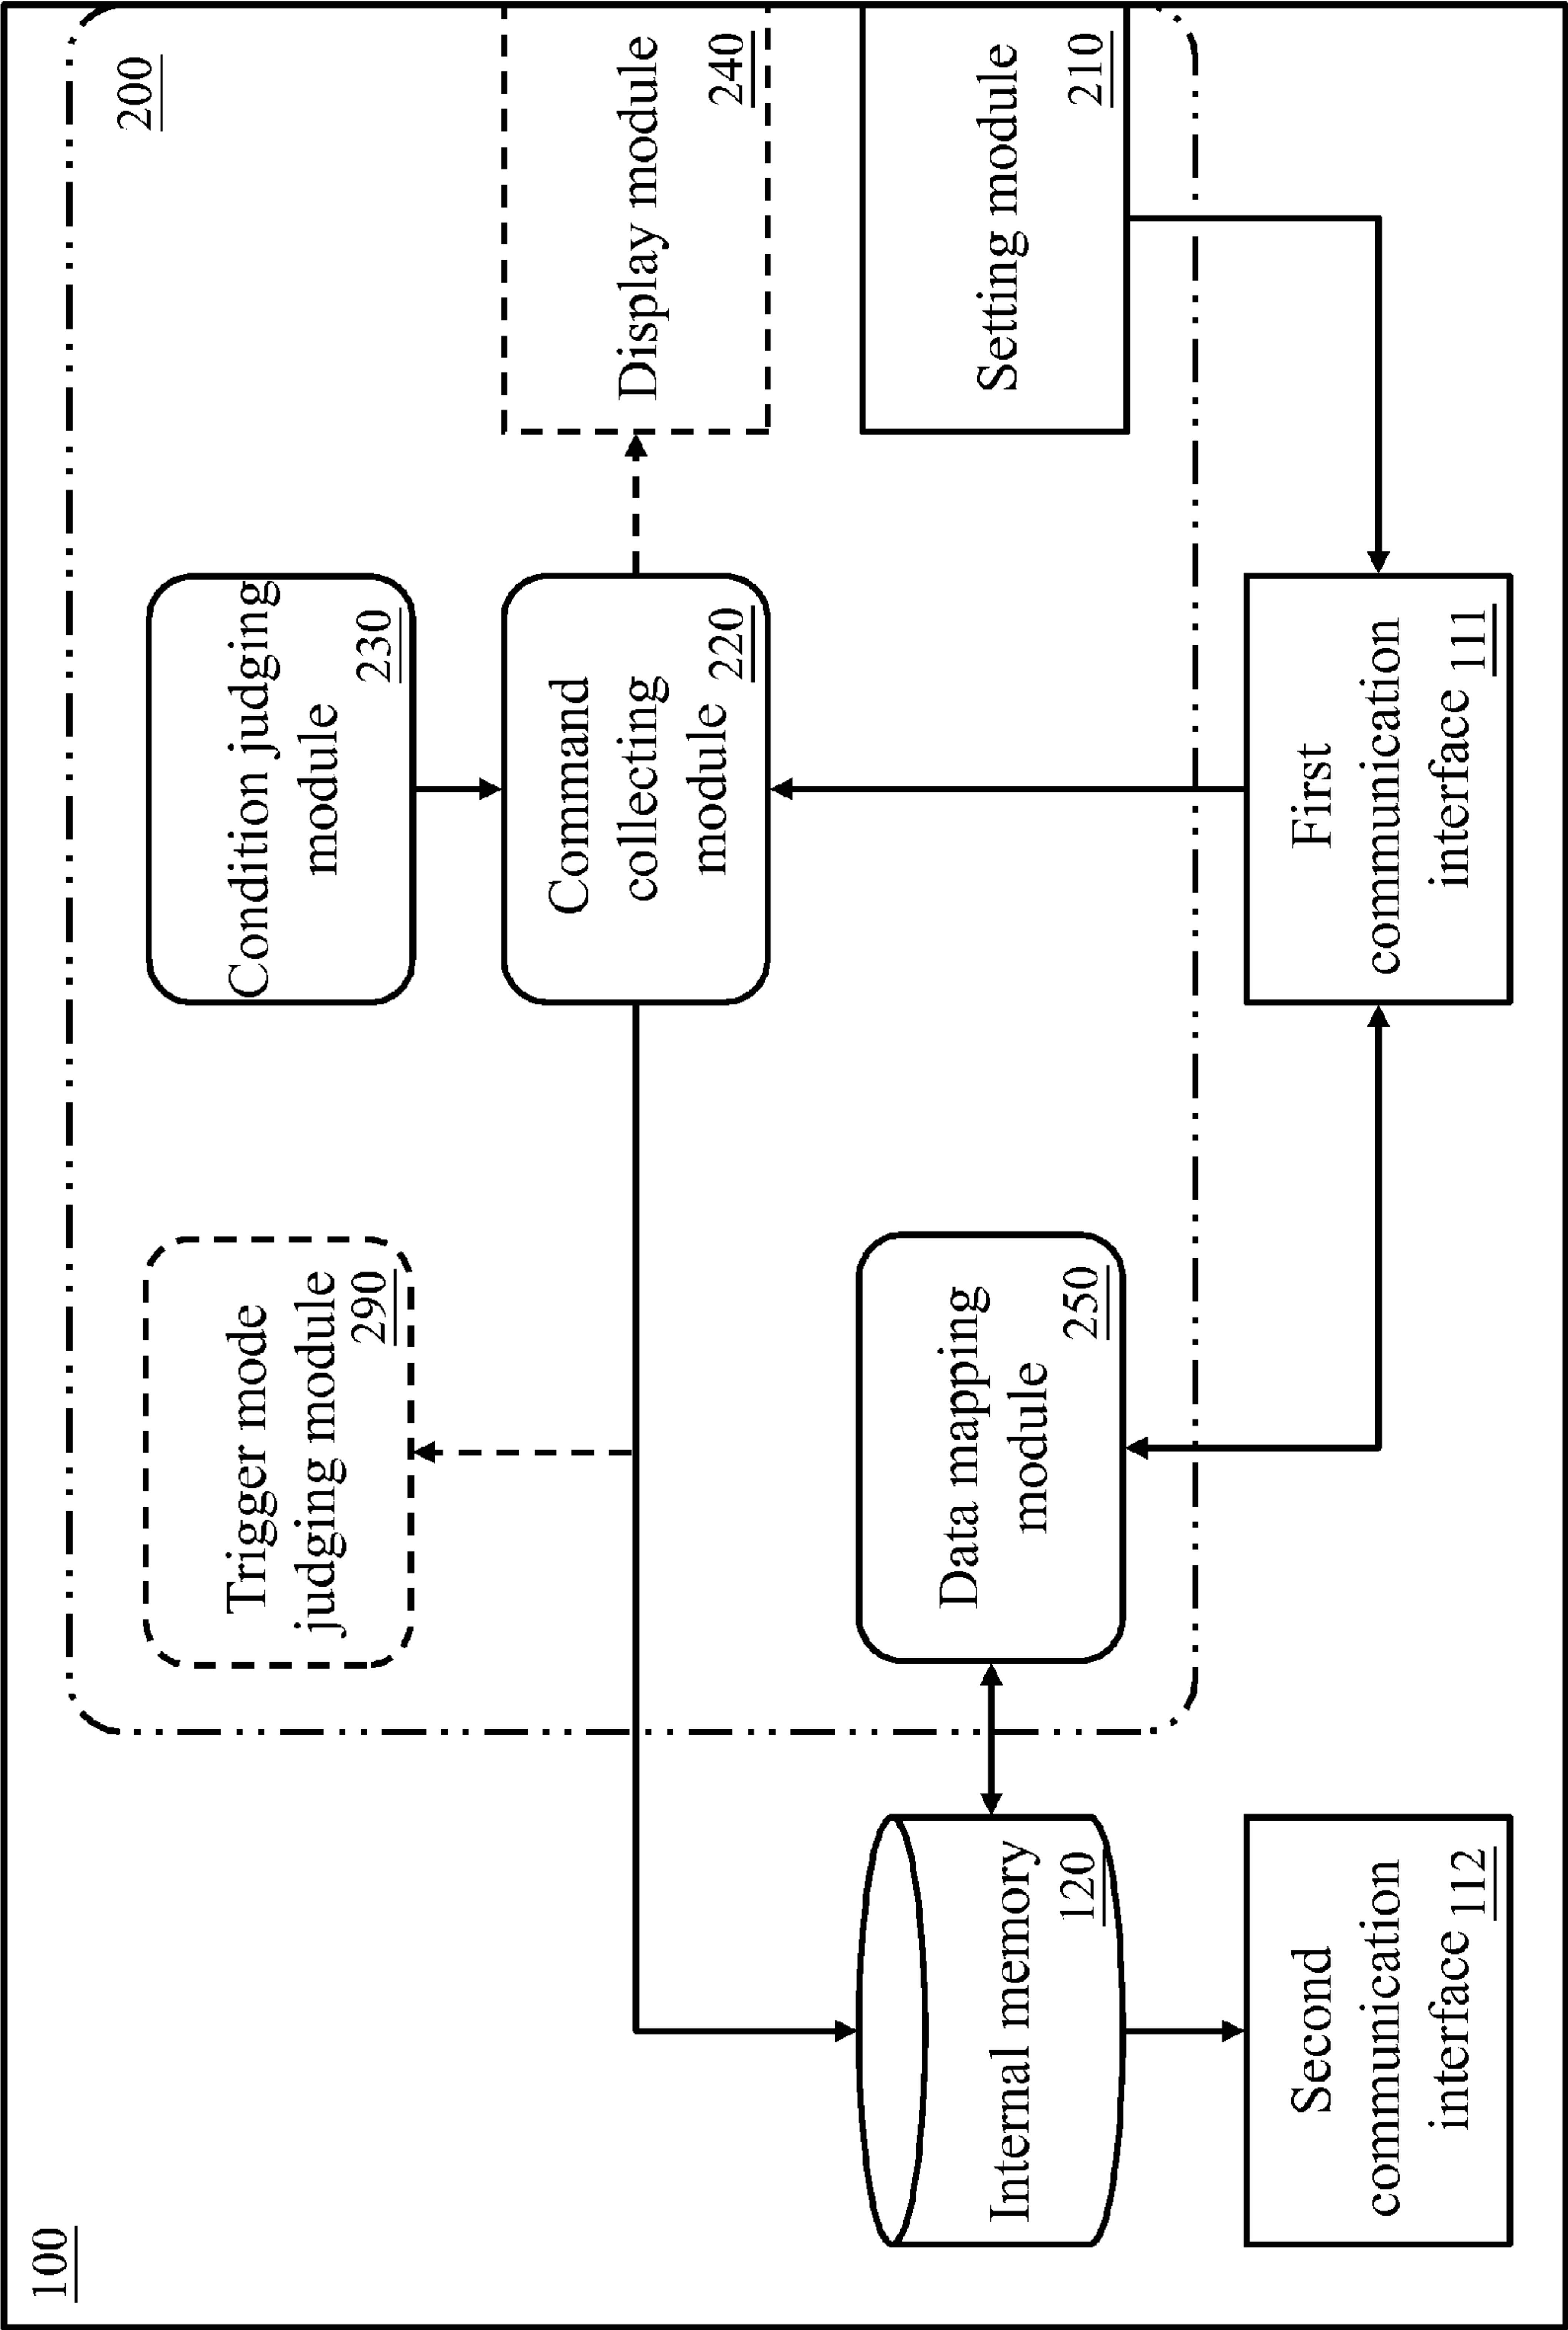 100
200
Trigger mode
judging module
290
Condition judging
module
230
Command
collecting
module 220
Display module
240
Internal memory
120
Data mapping
module
250
Setting module
210
Second
communication
interface 112
First
communication
interface 111